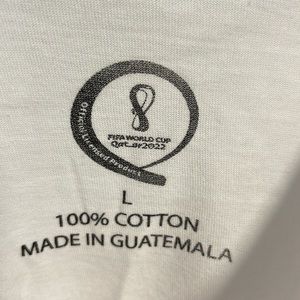 Official Licensed Product
FIFA WORLD CUP
Qatar2022
L
100% COTTON
MADE IN GUATEMALA